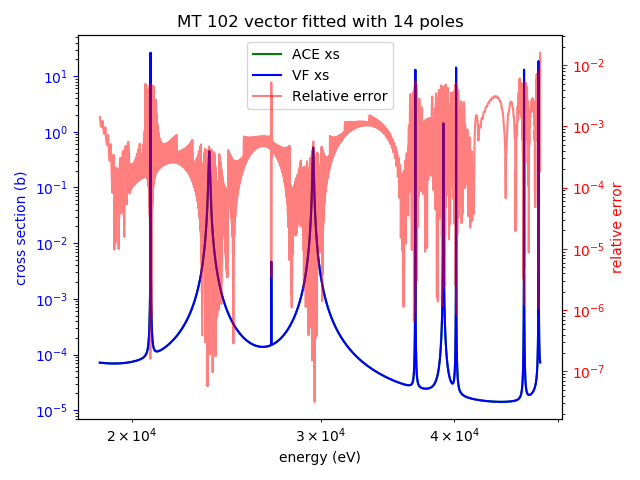 MT 102 vector fitted with 14 poles
ACE xs
VF xs
Relative error
10^1
10^0
10^-1
10^-2
10^-3
10^-4
10^-5
cross section (b)
10^-2
10^-3
10^-4
10^-5
10^-6
10^-7
relative error
2 × 10^4
3 × 10^4
4 × 10^4
energy (eV)